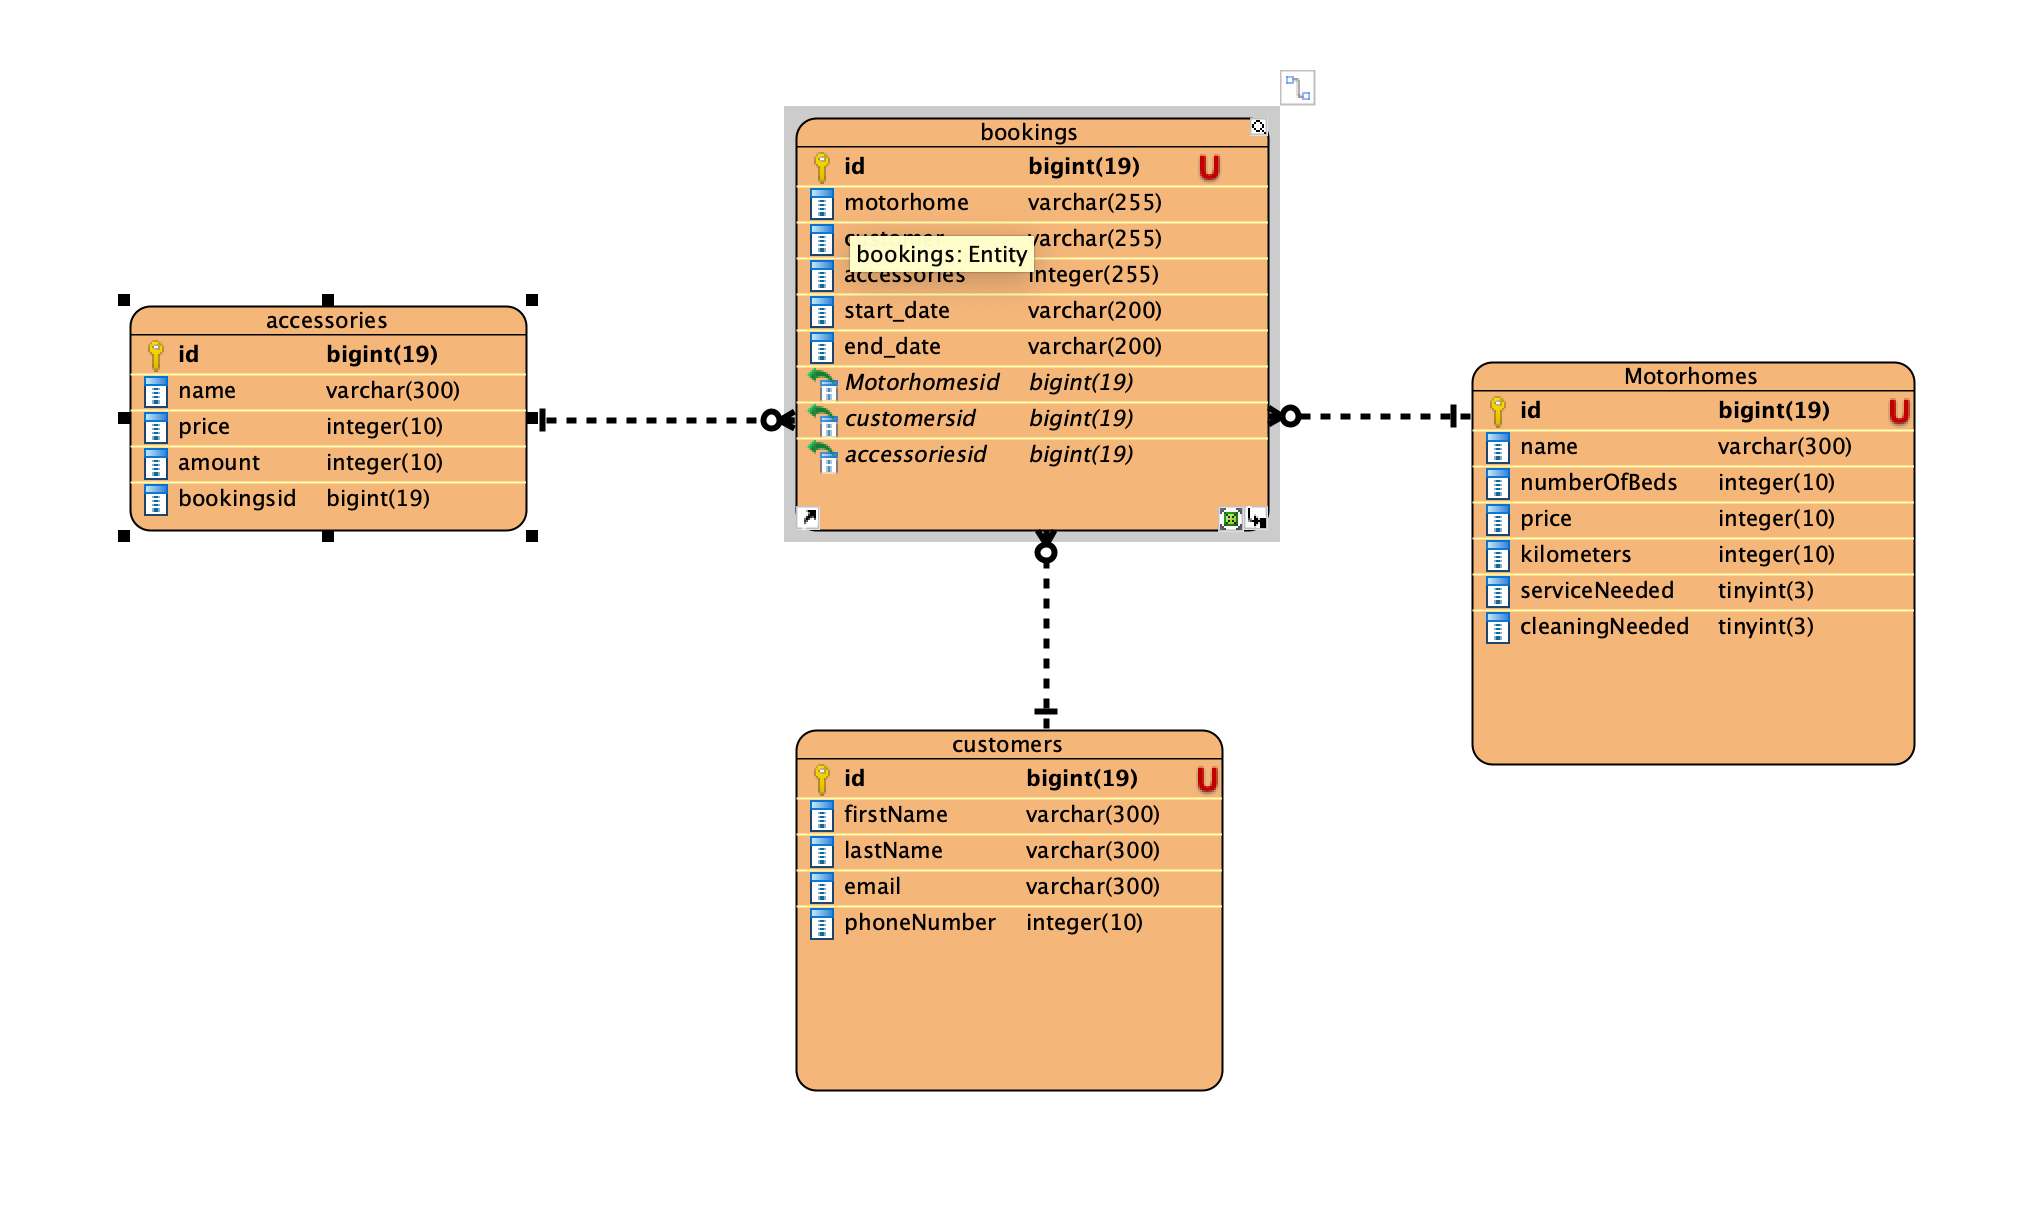 bookings
id bigint(19) U
motorhome varchar(255)
customer varchar(255)
bookings: Entity
accessories integer(255)
start_date varchar(200)
end_date varchar(200)
Motorhomesid bigint(19)
customersid bigint(19)
accessoriesid bigint(19)
accessories
id bigint(19)
name varchar(300)
price integer(10)
amount integer(10)
bookingsid bigint(19)
Motorhomes
id bigint(19) U
name varchar(300)
numberOfBeds integer(10)
price integer(10)
kilometers integer(10)
serviceNeeded tinyint(3)
cleaningNeeded tinyint(3)
customers
id bigint(19) U
firstName varchar(300)
lastName varchar(300)
email varchar(300)
phoneNumber integer(10)